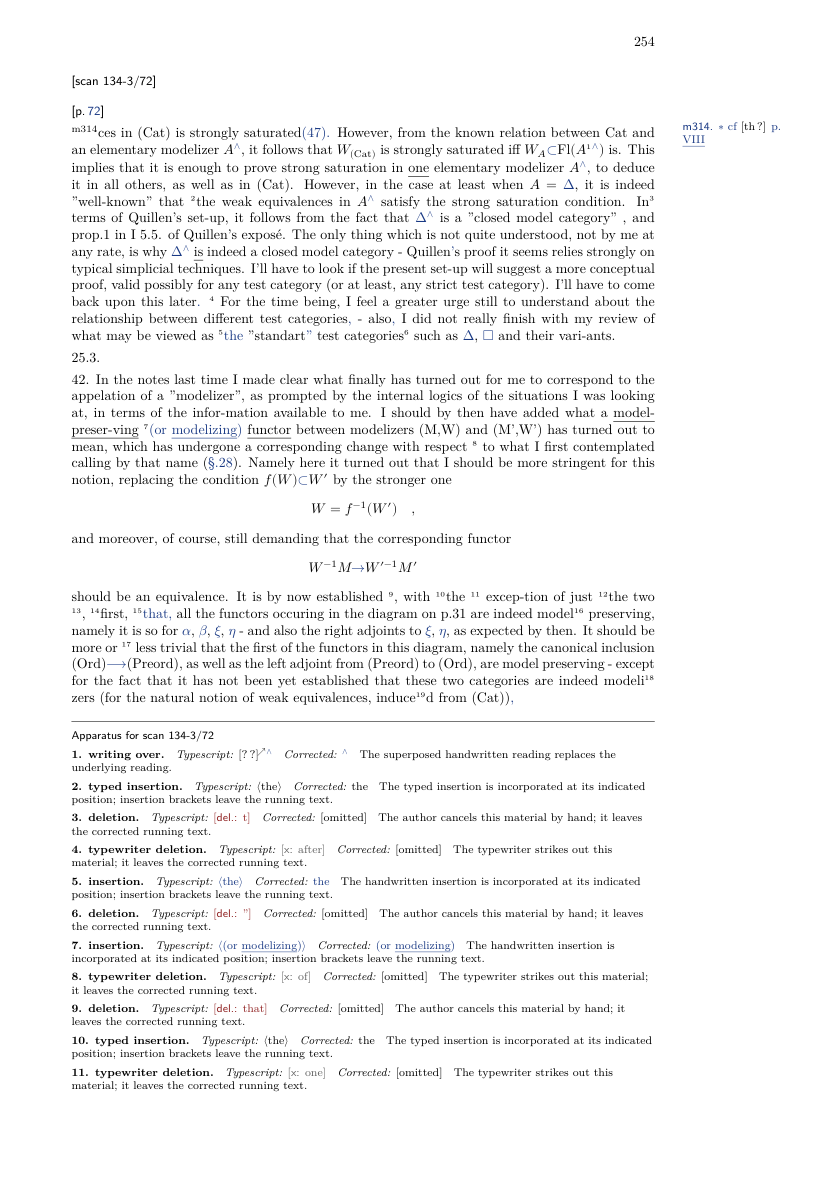 254
[scan 134-3/72]
[p. 72]
m314ces in (Cat) is strongly saturated(47). However, from the known relation between Cat and
an elementary modelizer A^, it follows that W(Cat) is strongly saturated iff WA⊂Fl(A¹^) is. This
implies that it is enough to prove strong saturation in one elementary modelizer A^, to deduce
it in all others, as well as in (Cat). However, in the case at least when A = Δ, it is indeed
”well-known” that ²the weak equivalences in A^ satisfy the strong saturation condition. In³
terms of Quillen's set-up, it follows from the fact that Δ^ is a ”closed model category” , and
prop.1 in I 5.5. of Quillen's exposé. The only thing which is not quite understood, not by me at
any rate, is why Δ^ is indeed a closed model category - Quillen's proof it seems relies strongly on
typical simplicial techniques. I'll have to look if the present set-up will suggest a more conceptual
proof, valid possibly for any test category (or at least, any strict test category). I'll have to come
back upon this later. ⁴ For the time being, I feel a greater urge still to understand about the
relationship between different test categories, - also, I did not really finish with my review of
what may be viewed as ⁵the ”standart” test categories⁶ such as Δ, □ and their vari-ants.
m314. ∗ cf [th ?] p.
VIII
25.3.
42. In the notes last time I made clear what finally has turned out for me to correspond to the
appelation of a ”modelizer”, as prompted by the internal logics of the situations I was looking
at, in terms of the infor-mation available to me. I should by then have added what a model-
preser-ving ⁷(or modelizing) functor between modelizers (M,W) and (M',W') has turned out to
mean, which has undergone a corresponding change with respect ⁸ to what I first contemplated
calling by that name (§.28). Namely here it turned out that I should be more stringent for this
notion, replacing the condition f(W)⊂W′ by the stronger one
W = f⁻¹(W′) ,
and moreover, of course, still demanding that the corresponding functor
W⁻¹M→W′⁻¹M′
should be an equivalence. It is by now established ⁹, with ¹⁰the ¹¹ excep-tion of just ¹²the two
¹³, ¹⁴first, ¹⁵that, all the functors occuring in the diagram on p.31 are indeed model¹⁶ preserving,
namely it is so for α, β, ξ, η - and also the right adjoints to ξ, η, as expected by then. It should be
more or ¹⁷ less trivial that the first of the functors in this diagram, namely the canonical inclusion
(Ord)⟶(Preord), as well as the left adjoint from (Preord) to (Ord), are model preserving - except
for the fact that it has not been yet established that these two categories are indeed modeli¹⁸
zers (for the natural notion of weak equivalences, induce¹⁹d from (Cat)),
Apparatus for scan 134-3/72
1. writing over. Typescript: [? ?]↗^ Corrected: ^ The superposed handwritten reading replaces the
underlying reading.
2. typed insertion. Typescript: ⟨the⟩ Corrected: the The typed insertion is incorporated at its indicated
position; insertion brackets leave the running text.
3. deletion. Typescript: [del.: t] Corrected: [omitted] The author cancels this material by hand; it leaves
the corrected running text.
4. typewriter deletion. Typescript: [x: after] Corrected: [omitted] The typewriter strikes out this
material; it leaves the corrected running text.
5. insertion. Typescript: ⟨the⟩ Corrected: the The handwritten insertion is incorporated at its indicated
position; insertion brackets leave the running text.
6. deletion. Typescript: [del.: ”] Corrected: [omitted] The author cancels this material by hand; it leaves
the corrected running text.
7. insertion. Typescript: ⟨(or modelizing)⟩ Corrected: (or modelizing) The handwritten insertion is
incorporated at its indicated position; insertion brackets leave the running text.
8. typewriter deletion. Typescript: [x: of] Corrected: [omitted] The typewriter strikes out this material;
it leaves the corrected running text.
9. deletion. Typescript: [del.: that] Corrected: [omitted] The author cancels this material by hand; it
leaves the corrected running text.
10. typed insertion. Typescript: ⟨the⟩ Corrected: the The typed insertion is incorporated at its indicated
position; insertion brackets leave the running text.
11. typewriter deletion. Typescript: [x: one] Corrected: [omitted] The typewriter strikes out this
material; it leaves the corrected running text.